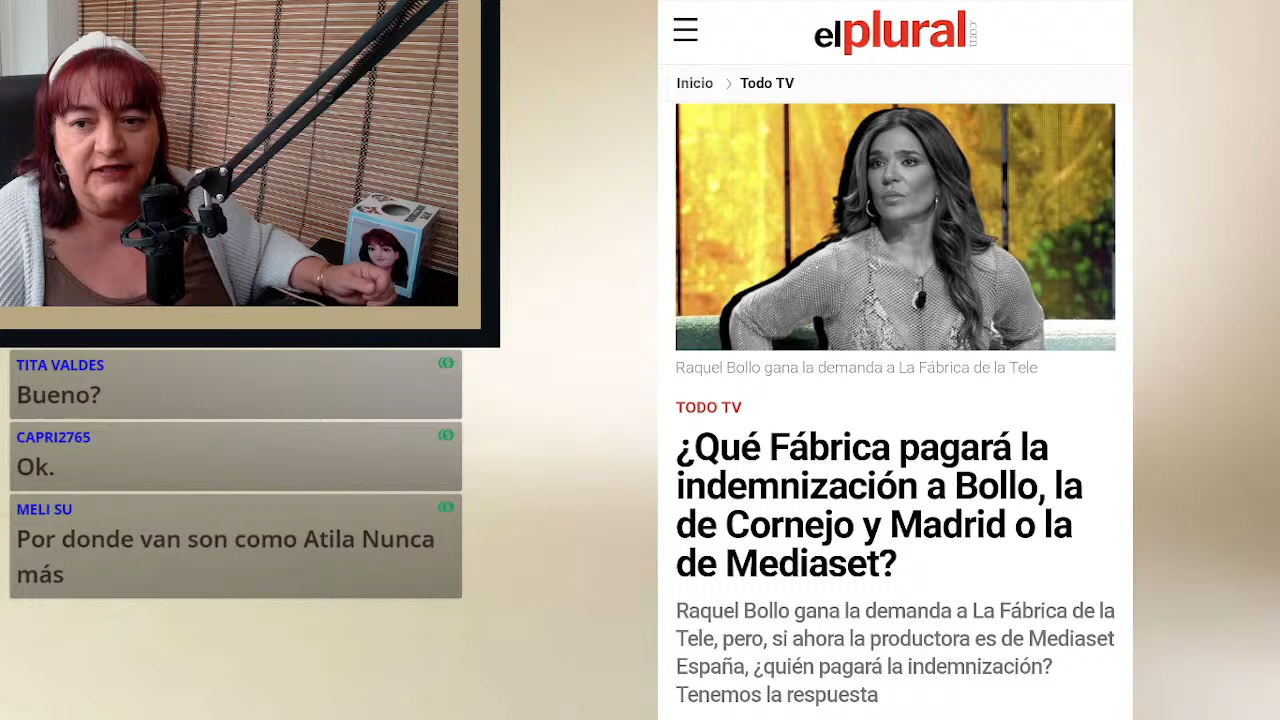 TITA VALDES
Bueno?
CAPRI2765
Ok.
MELI SU
Por donde van son como Atila Nunca
más
elplural
com
Inicio
Todo TV
Raquel Bollo gana la demanda a La Fábrica de la Tele
TODO TV
¿Qué Fábrica pagará la
indemnización a Bollo, la
de Cornejo y Madrid o la
de Mediaset?
Raquel Bollo gana la demanda a La Fábrica de la
Tele, pero, si ahora la productora es de Mediaset
España, ¿quién pagará la indemnización?
Tenemos la respuesta